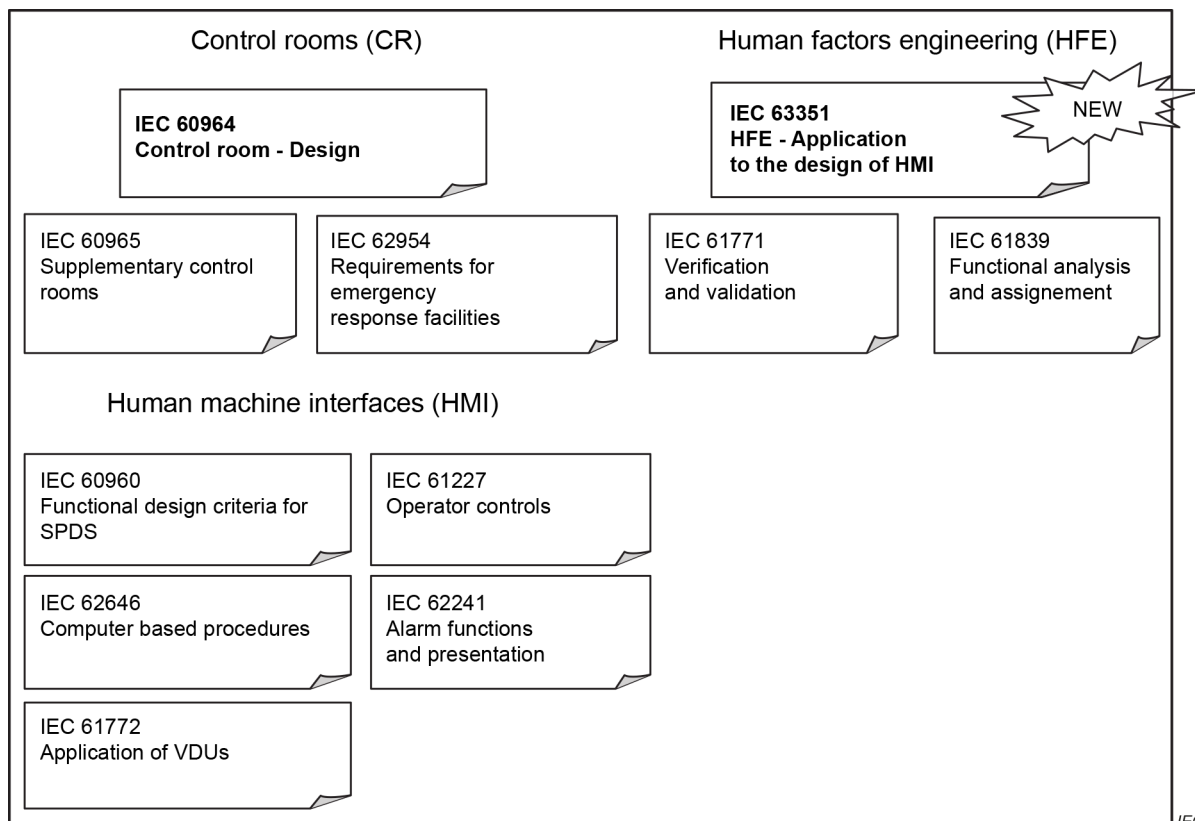 Control rooms (CR)
Human factors engineering (HFE)
IEC 60964
Control room - Design
IEC 63351
HFE - Application
to the design of HMI
NEW
IEC 60965
Supplementary control
rooms
IEC 62954
Requirements for
emergency
response facilities
IEC 61771
Verification
and validation
IEC 61839
Functional analysis
and assignement
Human machine interfaces (HMI)
IEC 60960
Functional design criteria for
SPDS
IEC 61227
Operator controls
IEC 62646
Computer based procedures
IEC 62241
Alarm functions
and presentation
IEC 61772
Application of VDUs